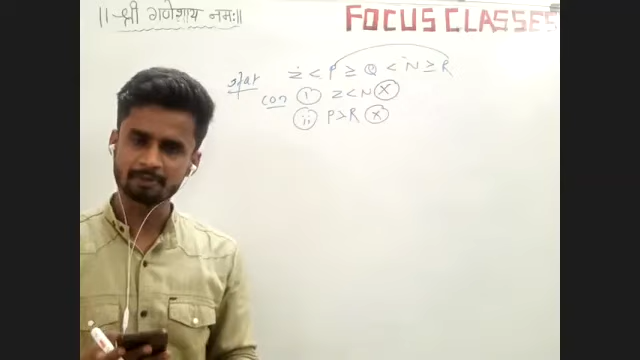 ॥ श्री गणेशाय नमः॥
FOCUS CLASSES
Stat Z < P ≥ Q < N ≥ R
con (i) Z < N (X)
(ii) P > R (X)